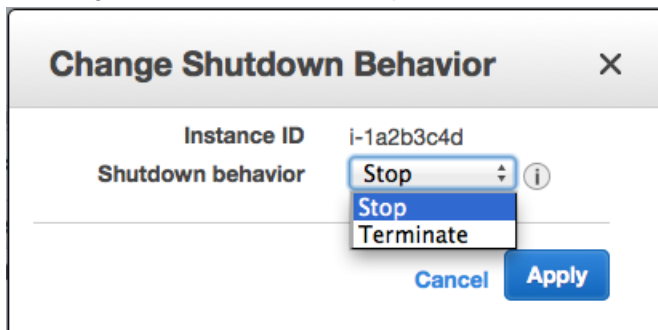 Change Shutdown Behavior ×
Instance ID i-1a2b3c4d
Shutdown behavior Stop i
Stop
Terminate
Cancel Apply